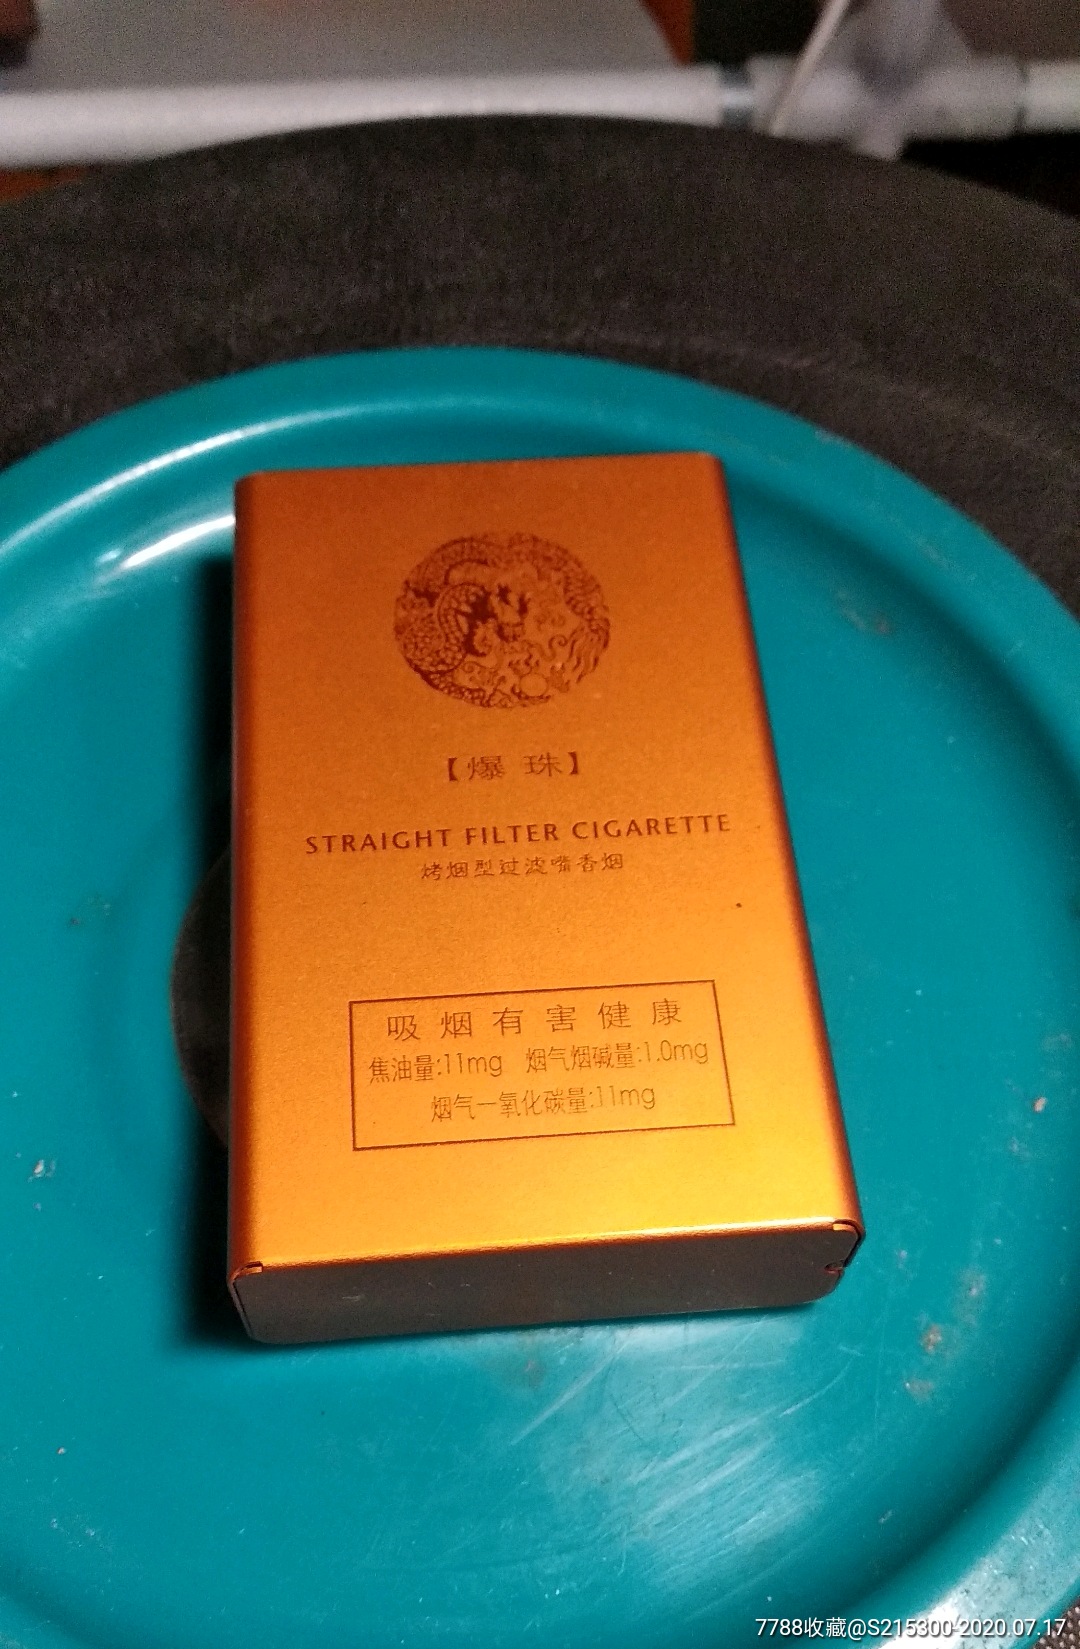 【爆珠】
STRAIGHT FILTER CIGARETTE
烤烟型过滤嘴香烟
吸烟有害健康
焦油量:11mg 烟气烟碱量:1.0mg
烟气一氧化碳量:11mg
7788收藏@S215300-2020.07.17